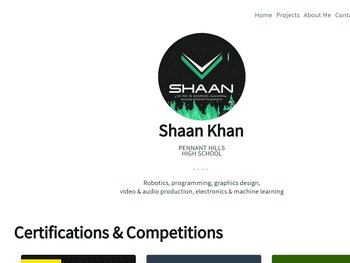 Home Projects About Me
SHAAN
Shaan Khan
PENNANT HILLS
HIGH SCHOOL
. . . .
Robotics, programming, graphics design,
video & audio production, electronics & machine learning
Certifications & Competitions